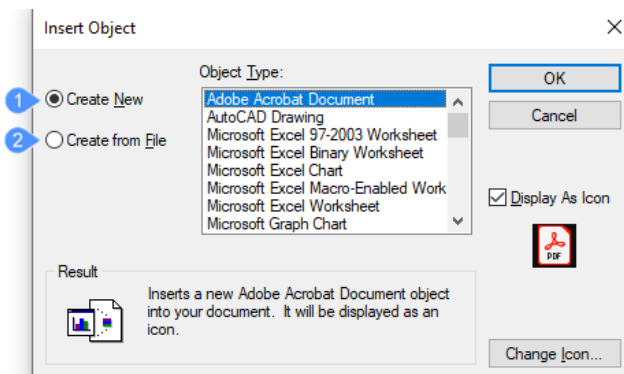 Insert Object
Object Type:
1 Create New
2 Create from File
Adobe Acrobat Document
AutoCAD Drawing
Microsoft Excel 97-2003 Worksheet
Microsoft Excel Binary Worksheet
Microsoft Excel Chart
Microsoft Excel Macro-Enabled Work
Microsoft Excel Worksheet
Microsoft Graph Chart
OK
Cancel
Display As Icon
PDF
Result
Inserts a new Adobe Acrobat Document object
into your document. It will be displayed as an
icon.
Change Icon...